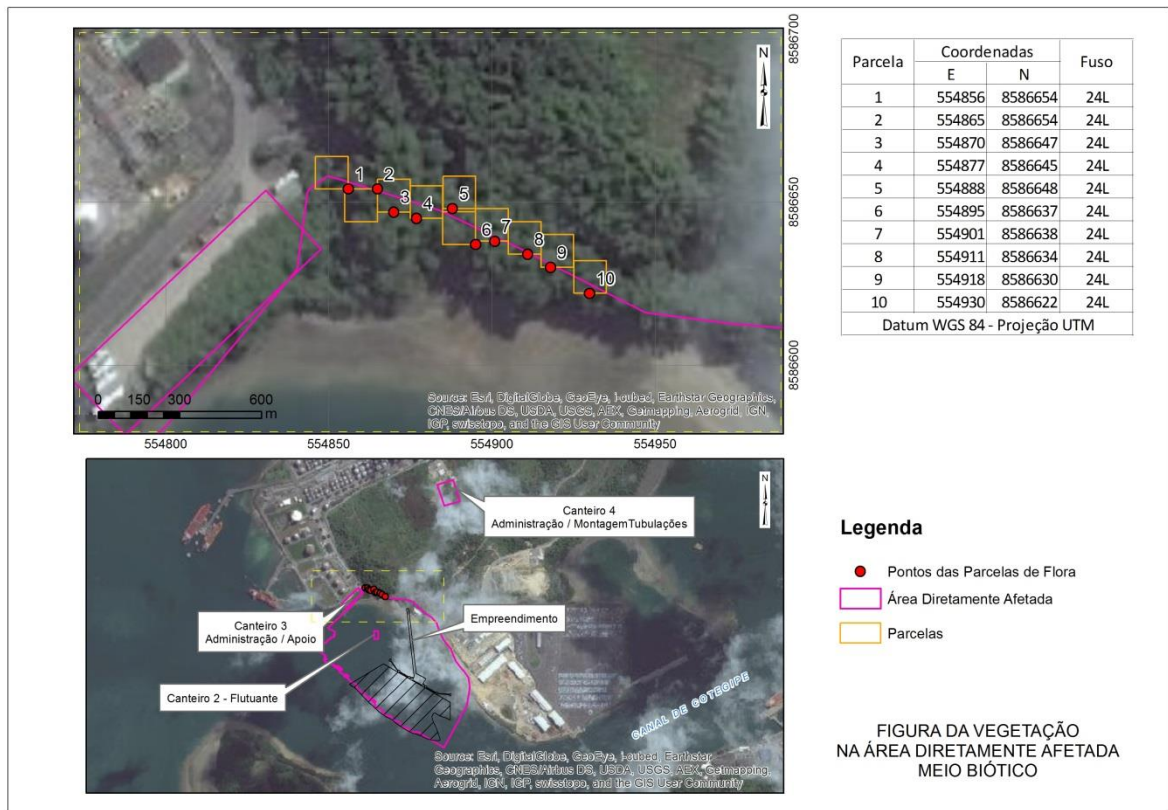 N
8586700
8586650
8586600
1 2 3 4 5 6 7 8 9 10
0 150 300 600
m
Source: Esri, DigitalGlobe, GeoEye, i-cubed, Earthstar Geographics,
CNES/Airbus DS, USDA, USGS, AEX, Getmapping, Aerogrid, IGN,
IGP, swisstopo, and the GIS User Community
554800 554850 554900 554950
Parcela Coordenadas Fuso
E N
1 554856 8586654 24L
2 554865 8586654 24L
3 554870 8586647 24L
4 554877 8586645 24L
5 554888 8586648 24L
6 554895 8586637 24L
7 554901 8586638 24L
8 554911 8586634 24L
9 554918 8586630 24L
10 554930 8586622 24L
Datum WGS 84 - Projeção UTM
N
Canteiro 4
Administração / MontagemTubulações
Canteiro 3
Administração / Apoio
Empreendimento
Canteiro 2 - Flutuante
CANAL DE COTEGIPE
Source: Esri, DigitalGlobe, GeoEye, i-cubed, Earthstar
Geographics, CNES/Airbus DS, USDA, USGS, AEX, Getmapping,
Aerogrid, IGN, IGP, swisstopo, and the GIS User Community
Legenda
Pontos das Parcelas de Flora
Área Diretamente Afetada
Parcelas
FIGURA DA VEGETAÇÃO
NA ÁREA DIRETAMENTE AFETADA
MEIO BIÓTICO